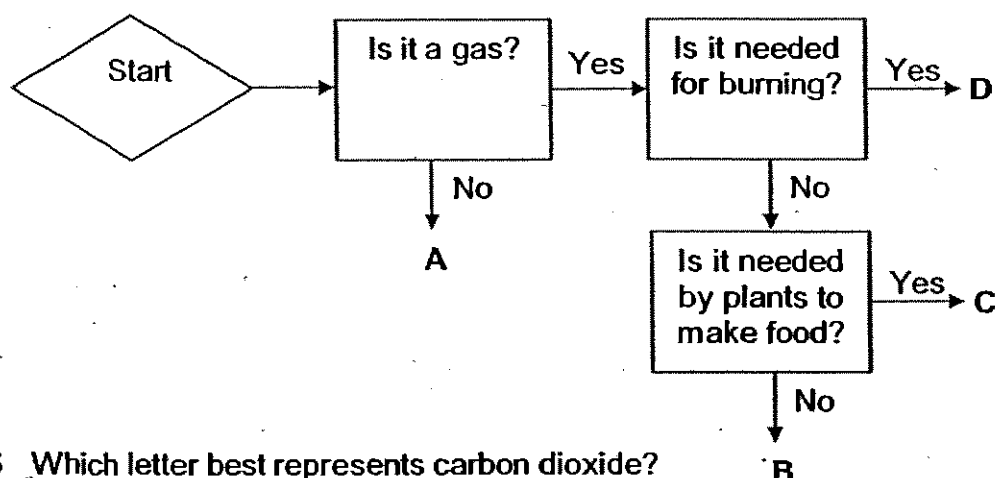 Start
Is it a gas?
Yes
Is it needed
for burning?
Yes
D
No
A
No
Is it needed
by plants to
make food?
Yes
C
No
Which letter best represents carbon dioxide?
B